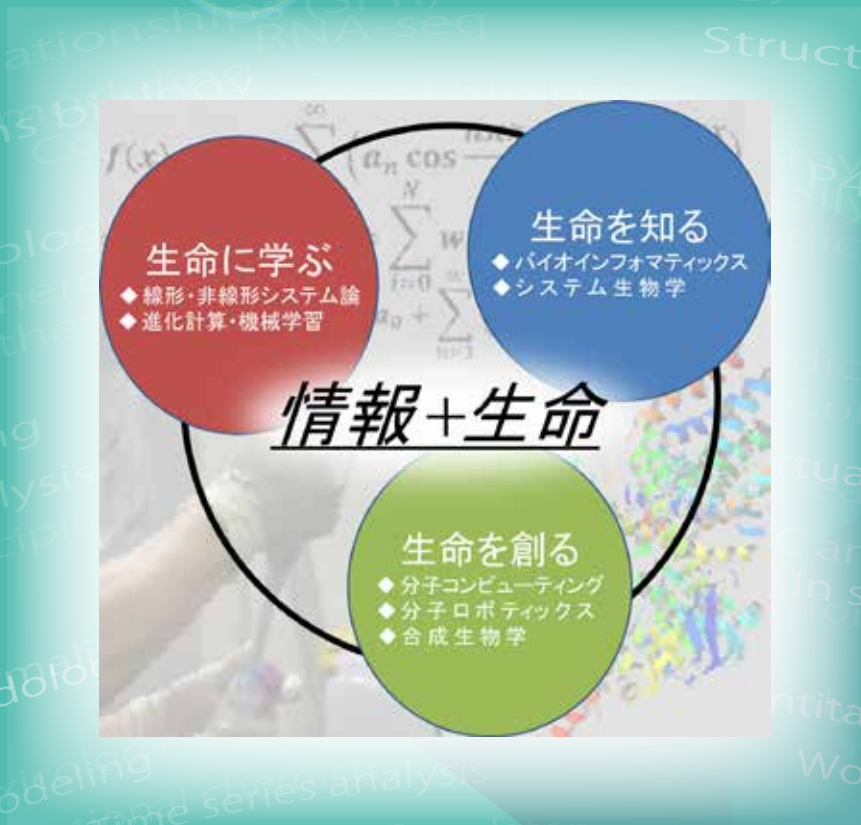 RNA-seq
Struct
生命に学ぶ
◆線形・非線形システム論
◆進化計算・機械学習
生命を知る
◆バイオインフォマティックス
◆システム生物学
情報+生命
生命を創る
◆分子コンピューティング
◆分子ロボティックス
◆合成生物学
Time series analysis